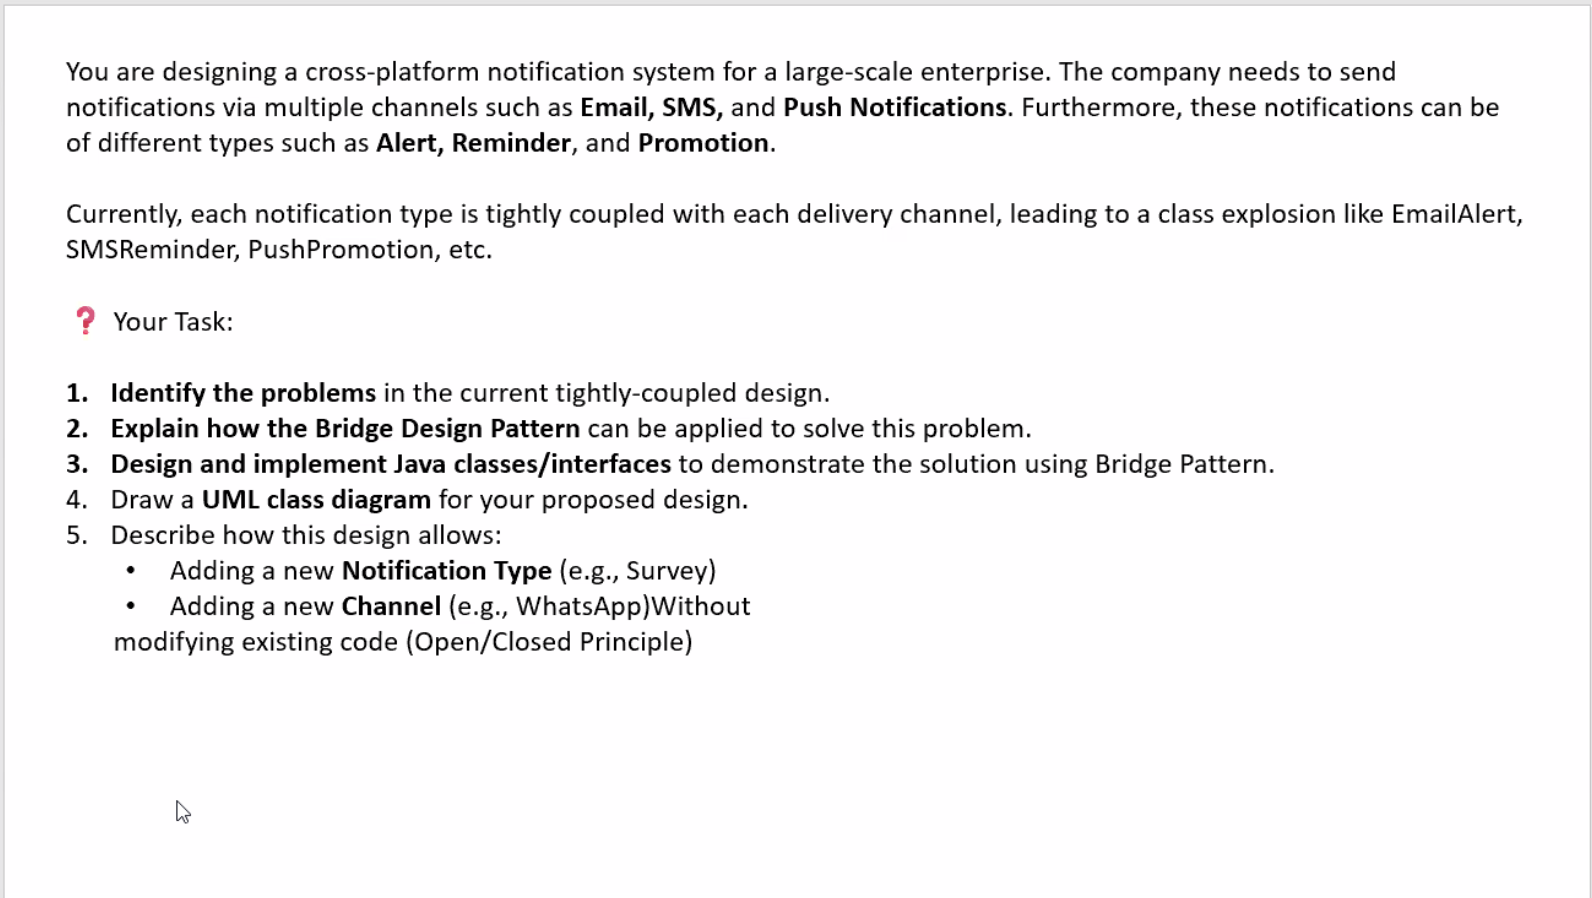 You are designing a cross-platform notification system for a large-scale enterprise. The company needs to send
notifications via multiple channels such as Email, SMS, and Push Notifications. Furthermore, these notifications can be
of different types such as Alert, Reminder, and Promotion.
Currently, each notification type is tightly coupled with each delivery channel, leading to a class explosion like EmailAlert,
SMSReminder, PushPromotion, etc.
❓ Your Task:
1. Identify the problems in the current tightly-coupled design.
2. Explain how the Bridge Design Pattern can be applied to solve this problem.
3. Design and implement Java classes/interfaces to demonstrate the solution using Bridge Pattern.
4. Draw a UML class diagram for your proposed design.
5. Describe how this design allows:
• Adding a new Notification Type (e.g., Survey)
• Adding a new Channel (e.g., WhatsApp)Without
modifying existing code (Open/Closed Principle)